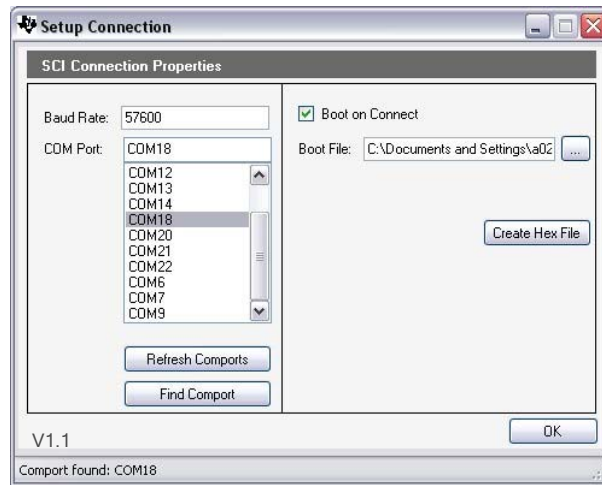 Setup Connection
SCI Connection Properties
Baud Rate: 57600
COM Port: COM18
COM12
COM13
COM14
COM18
COM20
COM21
COM22
COM6
COM7
COM9
Refresh Comports
Find Comport
Boot on Connect
Boot File: C:\Documents and Settings\a02
...
Create Hex File
V1.1
OK
Comport found: COM18